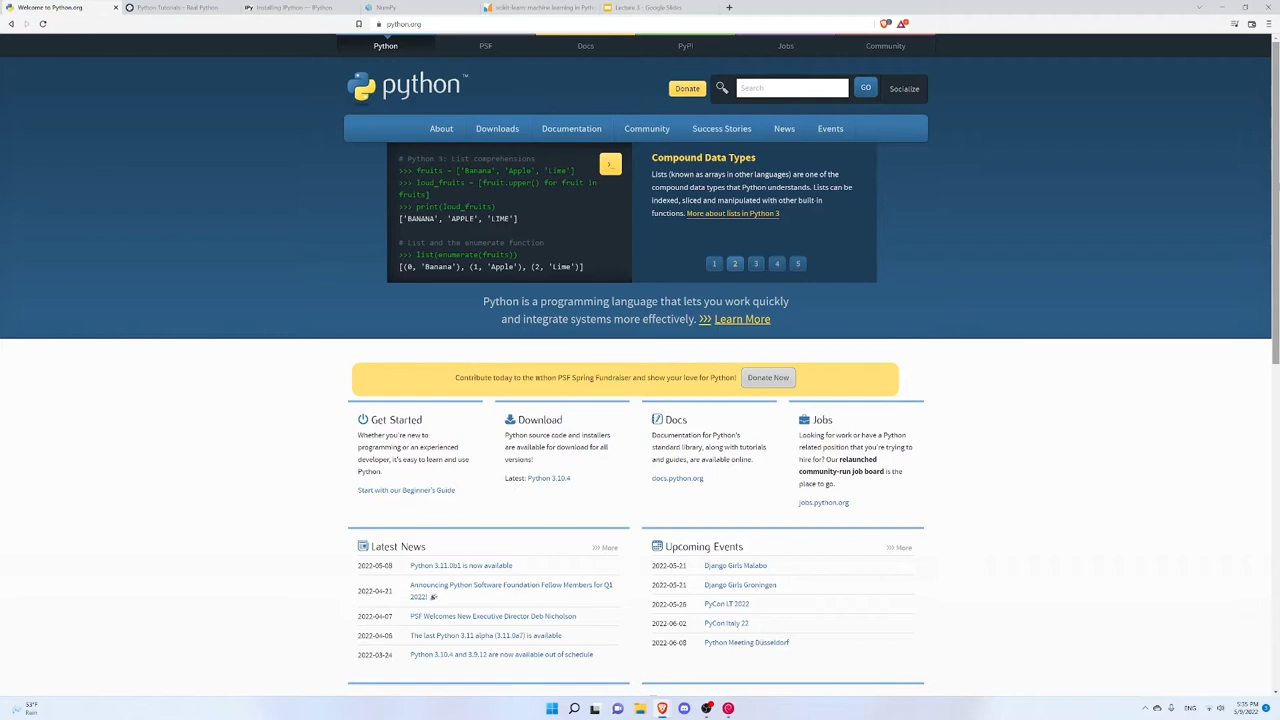 Welcome to Python.org
Python Tutorials – Real Python
IPy Installing IPython — IPython
NumPy
scikit-learn: machine learning in Pyth
Lecture 5 - Google Slides
python.org
Python
PSF
Docs
PyPI
Jobs
Community
python™
Donate
Search
GO
Socialize
About
Downloads
Documentation
Community
Success Stories
News
Events
# Python 3: List comprehensions
>>> fruits = ['Banana', 'Apple', 'Lime']
>>> loud_fruits = [fruit.upper() for fruit in
fruits]
>>> print(loud_fruits)
['BANANA', 'APPLE', 'LIME']
# List and the enumerate function
>>> list(enumerate(fruits))
[(0, 'Banana'), (1, 'Apple'), (2, 'Lime')]
>_
Compound Data Types
Lists (known as arrays in other languages) are one of the
compound data types that Python understands. Lists can be
indexed, sliced and manipulated with other built-in
functions. More about lists in Python 3
1 2 3 4 5
Python is a programming language that lets you work quickly
and integrate systems more effectively. >>> Learn More
Contribute today to the πthon PSF Spring Fundraiser and show your love for Python! Donate Now
Get Started
Whether you're new to
programming or an experienced
developer, it's easy to learn and use
Python.
Start with our Beginner's Guide
Download
Python source code and installers
are available for download for all
versions!
Latest: Python 3.10.4
Docs
Documentation for Python's
standard library, along with tutorials
and guides, are available online.
docs.python.org
Jobs
Looking for work or have a Python
related position that you're trying to
hire for? Our relaunched
community-run job board is the
place to go.
jobs.python.org
Latest News
>>> More
2022-05-08 Python 3.11.0b1 is now available
2022-04-21 Announcing Python Software Foundation Fellow Members for Q1
2022! 🎉
2022-04-07 PSF Welcomes New Executive Director Deb Nicholson
2022-04-06 The last Python 3.11 alpha (3.11.0a7) is available
2022-03-24 Python 3.10.4 and 3.9.12 are now available out of schedule
Upcoming Events
>>> More
2022-05-21 Django Girls Malabo
2022-05-21 Django Girls Groningen
2022-05-26 PyCon LT 2022
2022-06-02 PyCon Italy 22
2022-06-08 Python Meeting Düsseldorf
53°F
Rain
ENG
5:35 PM
5/9/2022